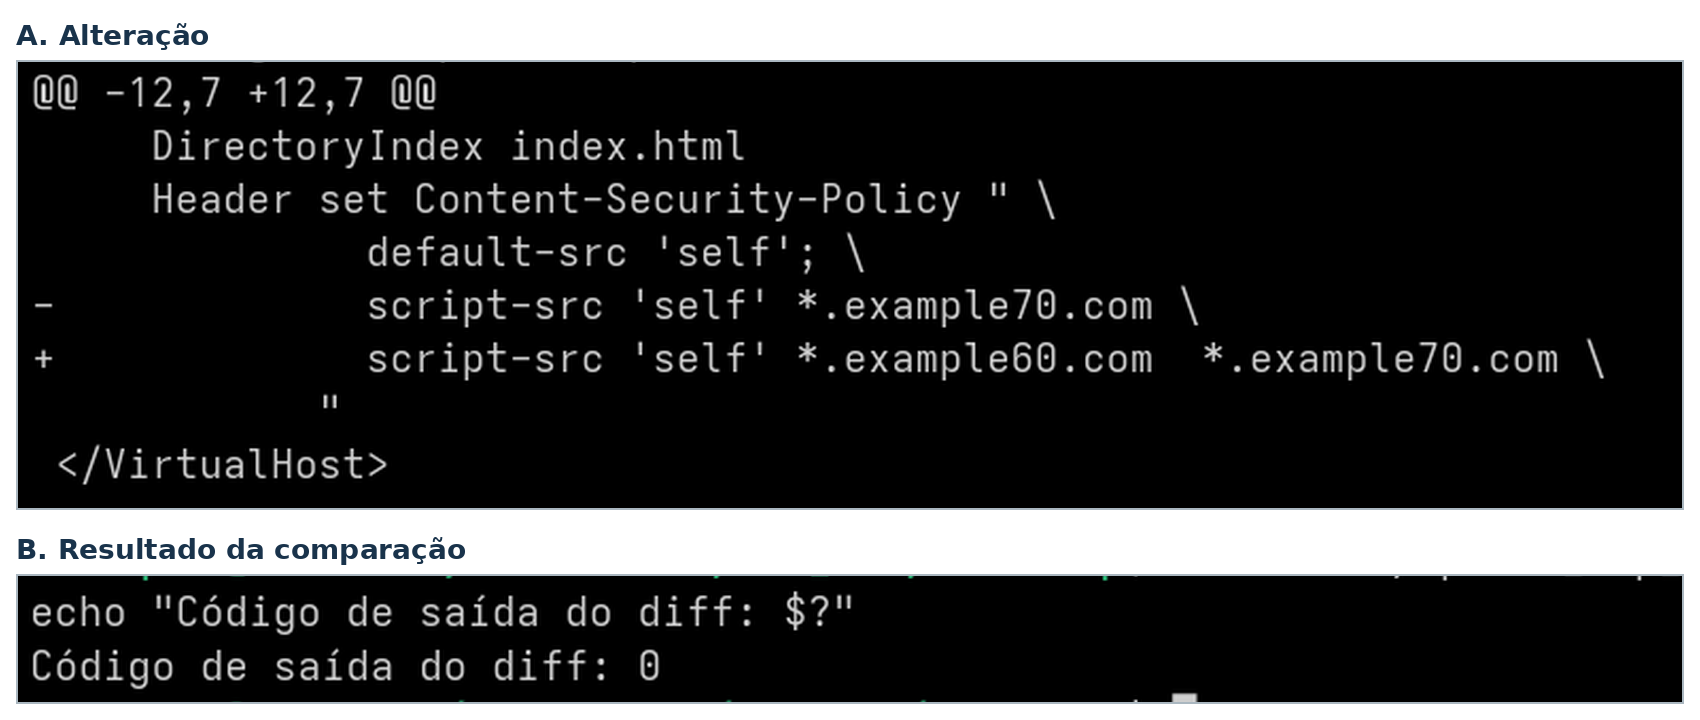 A. Alteração
@@ -12,7 +12,7 @@
DirectoryIndex index.html
Header set Content-Security-Policy " \
default-src 'self'; \
- script-src 'self' *.example70.com \
+ script-src 'self' *.example60.com  *.example70.com \
"
</VirtualHost>
B. Resultado da comparação
echo "Código de saída do diff: $?"
Código de saída do diff: 0